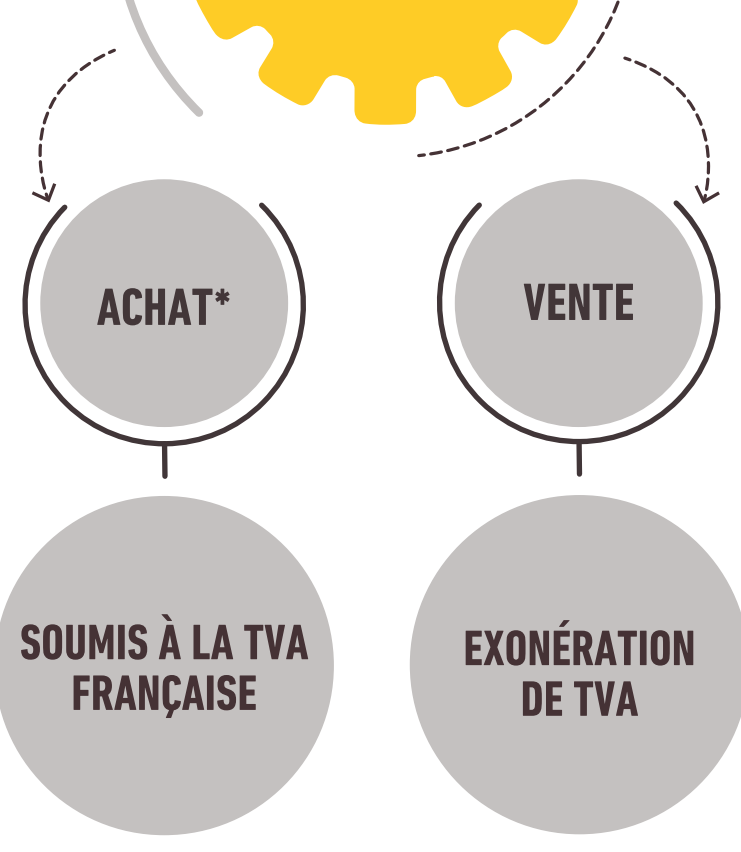 ACHAT*
VENTE
SOUMIS À LA TVA
FRANÇAISE
EXONÉRATION
DE TVA